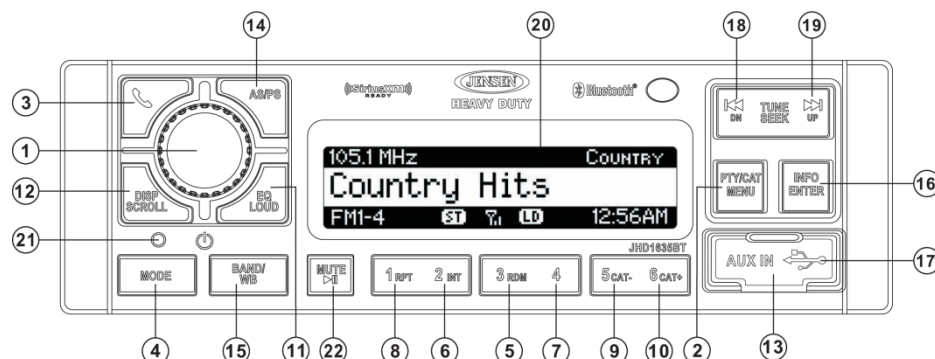 14
20
18
19
3
AS/PS
((SiriusXM))
READY
JENSEN
HEAVY DUTY
Bluetooth®
DN
TUNE
SEEK
UP
1
105.1 MHz COUNTRY
Country Hits
FM1-4 ST LD 12:56AM
12
DISP
SCROLL
EQ
LOUD
PTY/CAT
MENU
INFO
ENTER
16
21
JHD1635BT
MODE
BAND/
WB
MUTE
1 RPT 2 INT
3 RDM 4
5 CAT- 6 CAT+
AUX IN
17
4
15
11
22
8
6
5
7
9
10
2
13